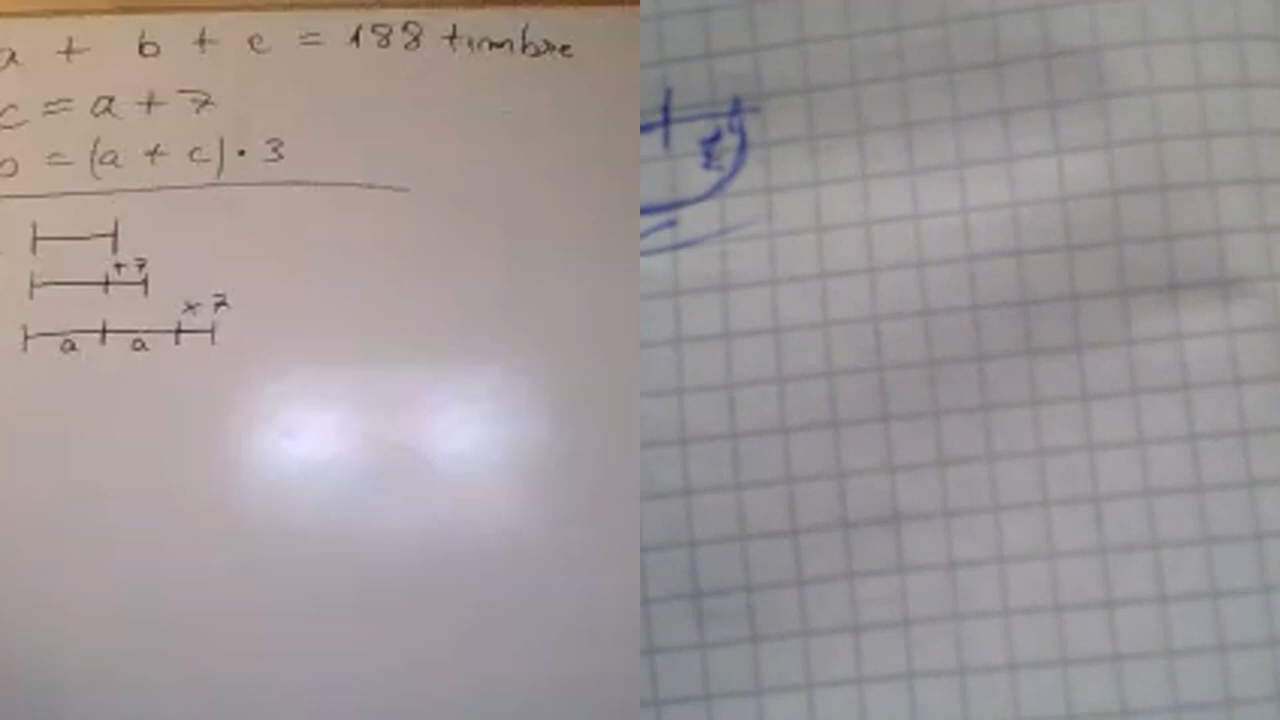 a + b + c = 188 timbre
c = a + 7
b = (a + c) · 3
+ 7
x 7
a a